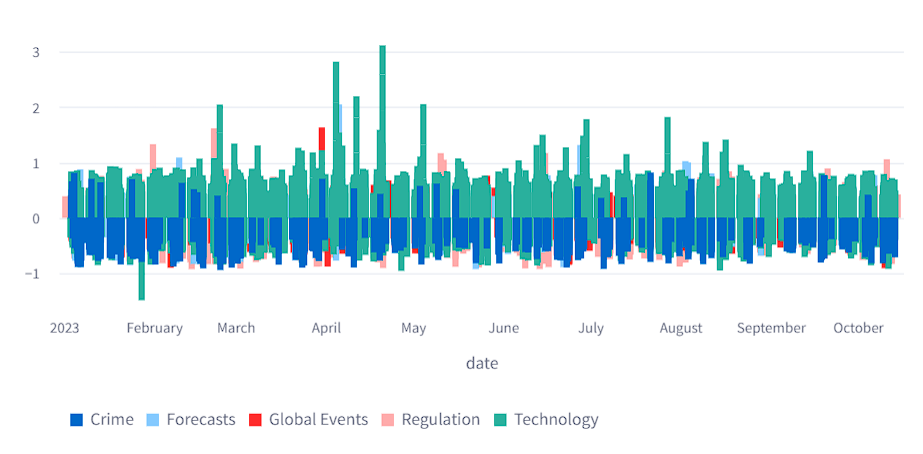 3
2
1
0
−1
2023 February March April May June July August September October
date
Crime Forecasts Global Events Regulation Technology